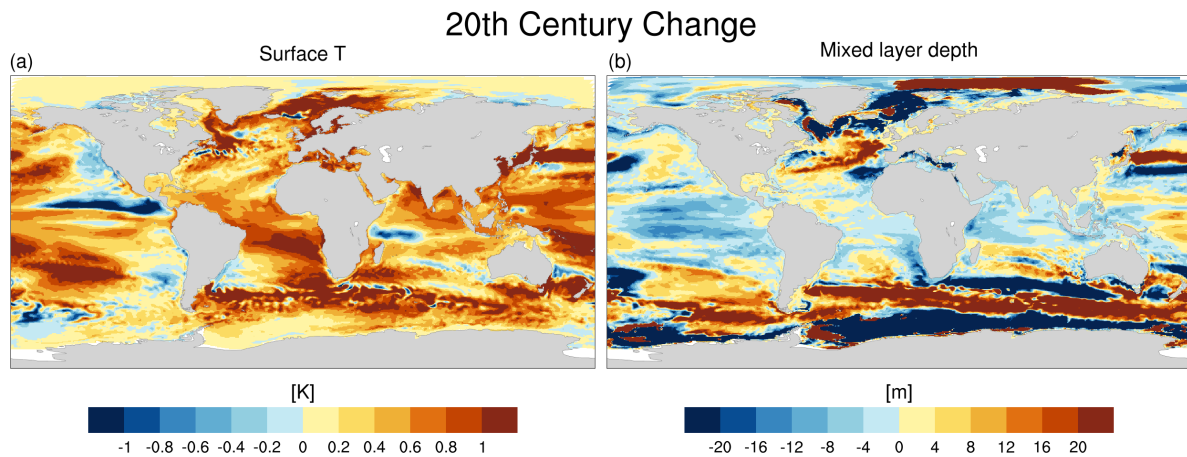 20th Century Change
(a) Surface T
(b) Mixed layer depth
[K]
-1 -0.8 -0.6 -0.4 -0.2 0 0.2 0.4 0.6 0.8 1
[m]
-20 -16 -12 -8 -4 0 4 8 12 16 20